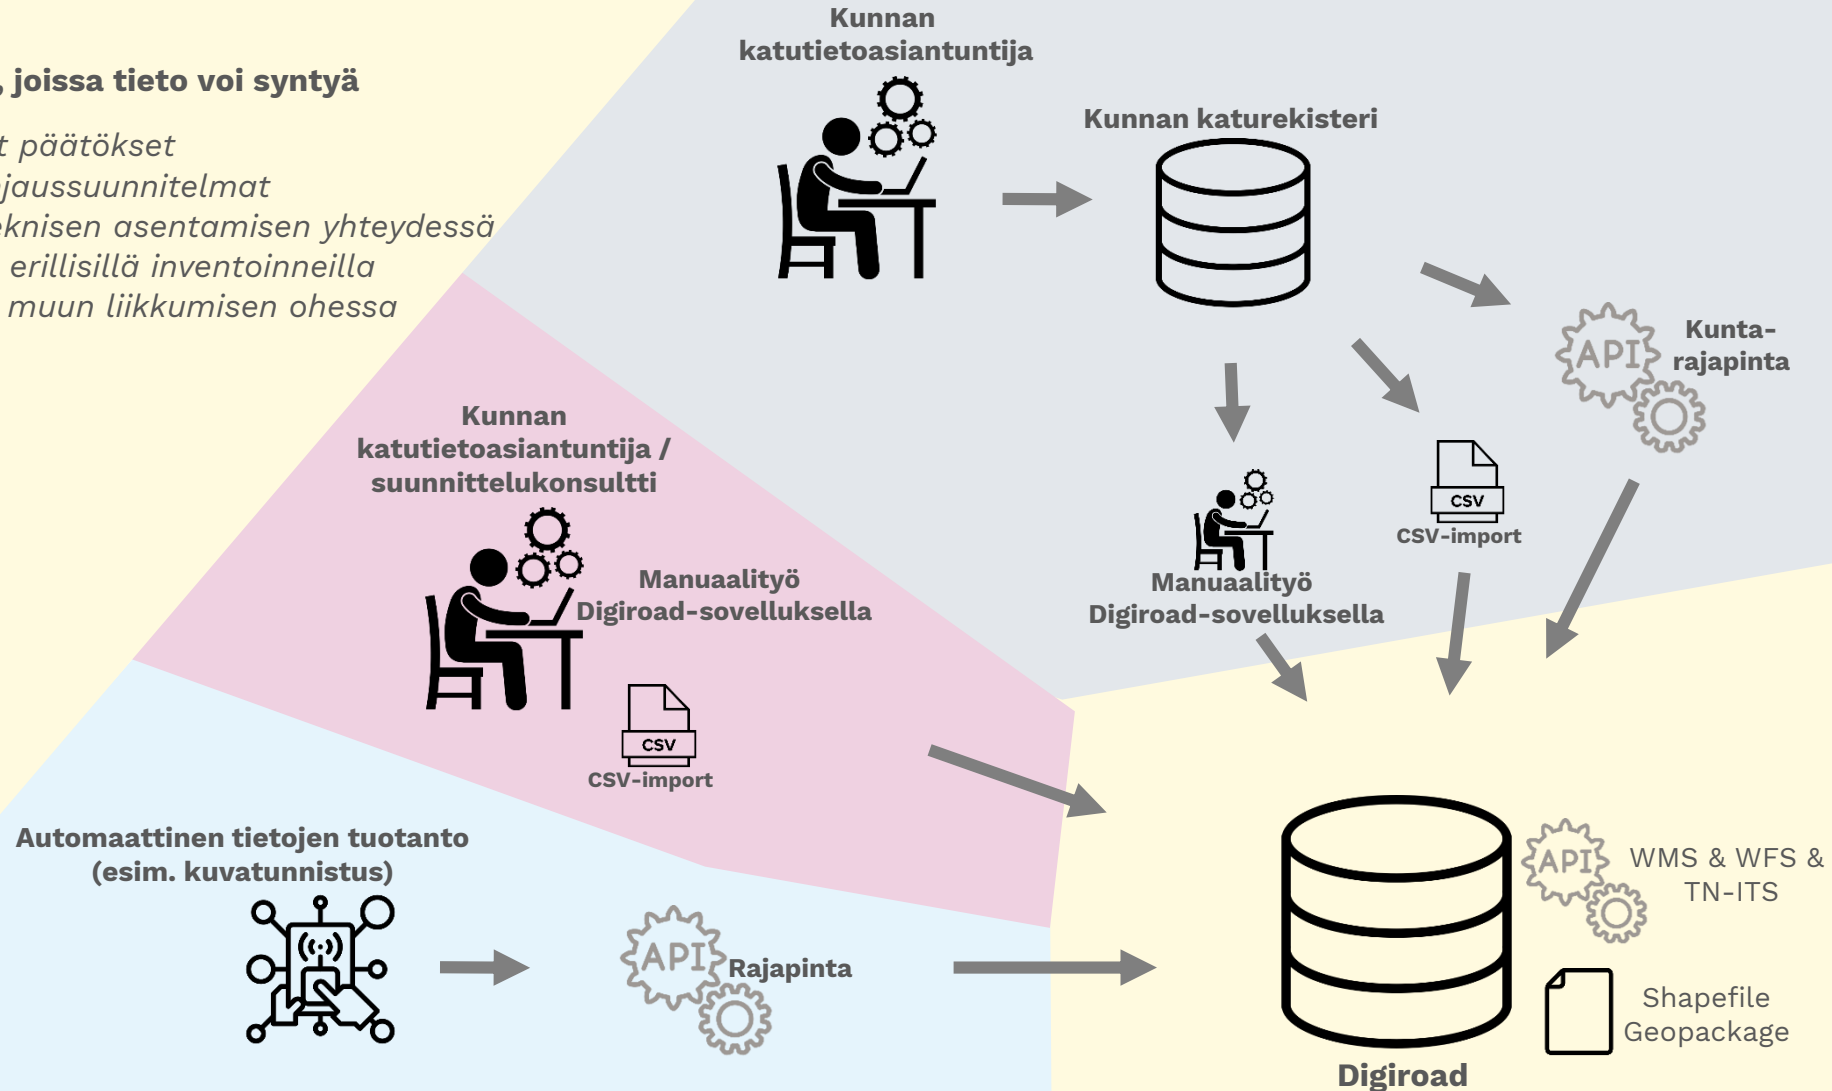 , joissa tieto voi syntyä
t päätökset
jaussuunnitelmat
knisen asentamisen yhteydessä
erillisillä inventoinneilla
muun liikkumisen ohessa
Kunnan
katutietoasiantuntija
Kunnan katurekisteri
API
Kunta-
rajapinta
CSV
CSV-import
Manuaalityö
Digiroad-sovelluksella
Kunnan
katutietoasiantuntija /
suunnittelukonsultti
Manuaalityö
Digiroad-sovelluksella
CSV
CSV-import
Automaattinen tietojen tuotanto
(esim. kuvatunnistus)
API
Rajapinta
API
WMS & WFS &
TN-ITS
Shapefile
Geopackage
Digiroad